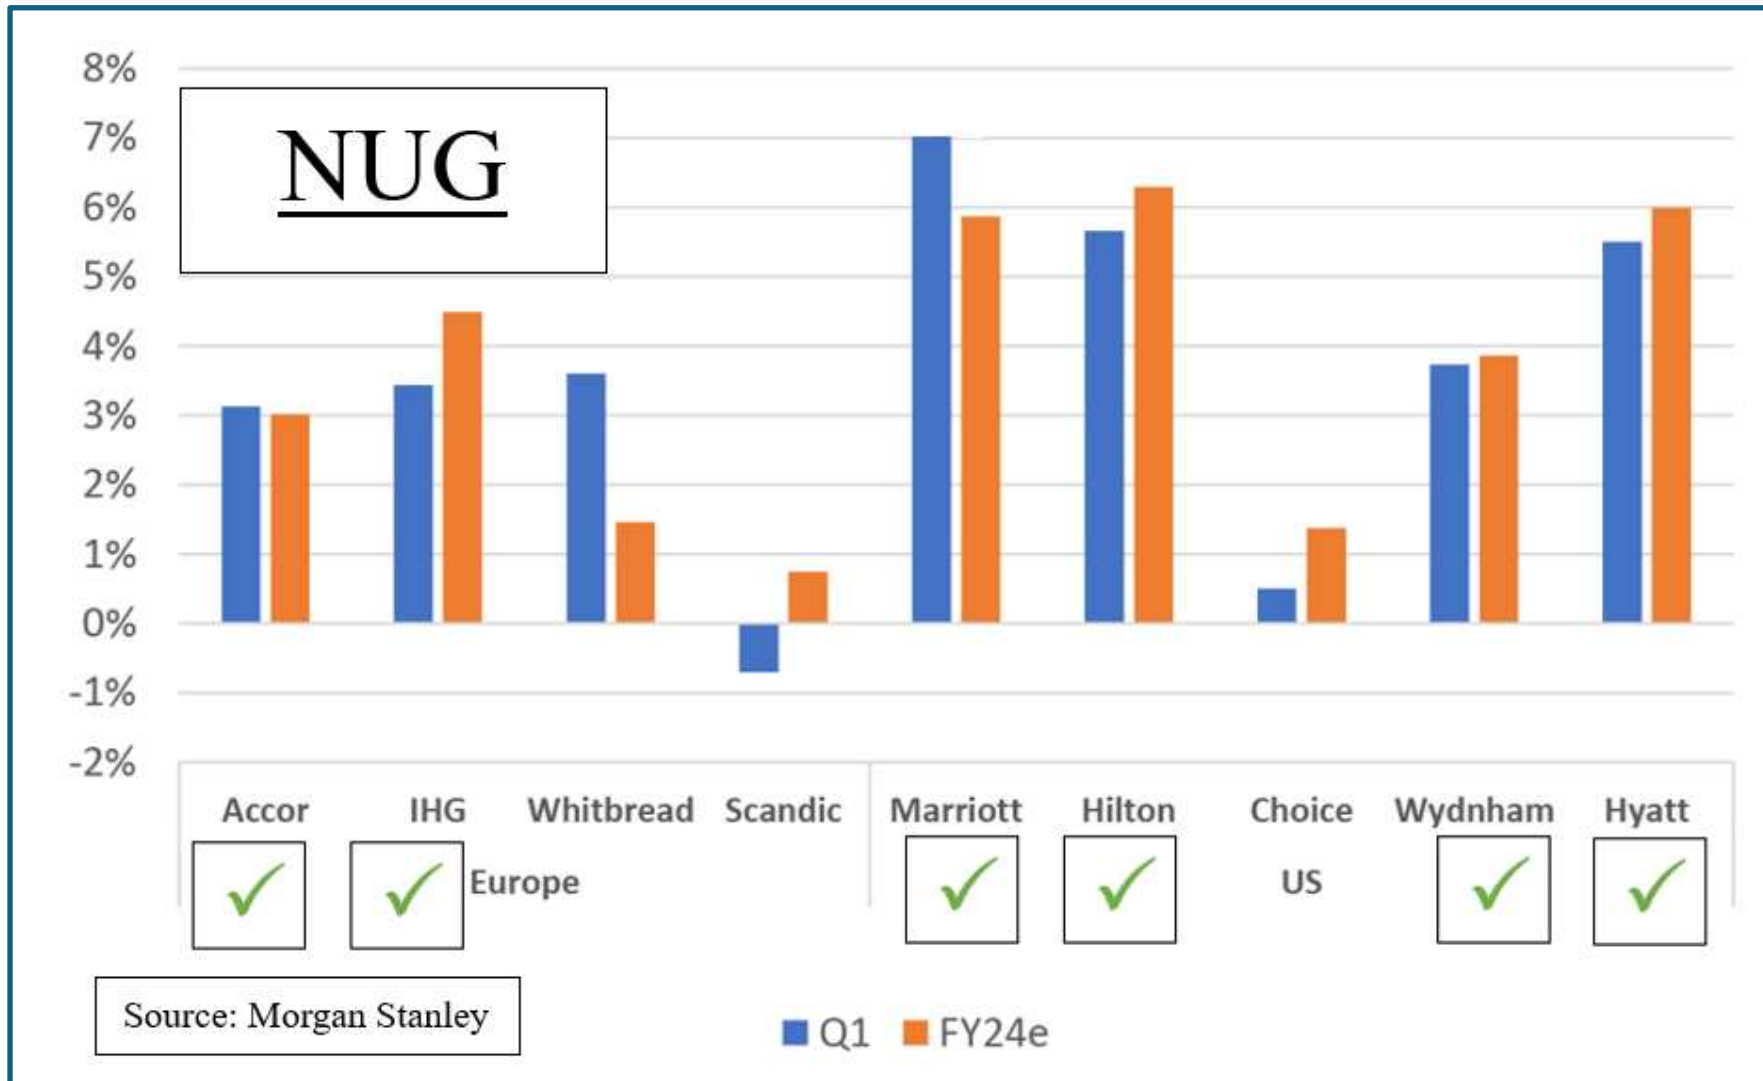 8%
NUG
7%
6%
5%
4%
3%
2%
1%
0%
-1%
-2%
Accor IHG Whitbread Scandic Marriott Hilton Choice Wydnham Hyatt
Europe US
Source: Morgan Stanley
Q1 FY24e